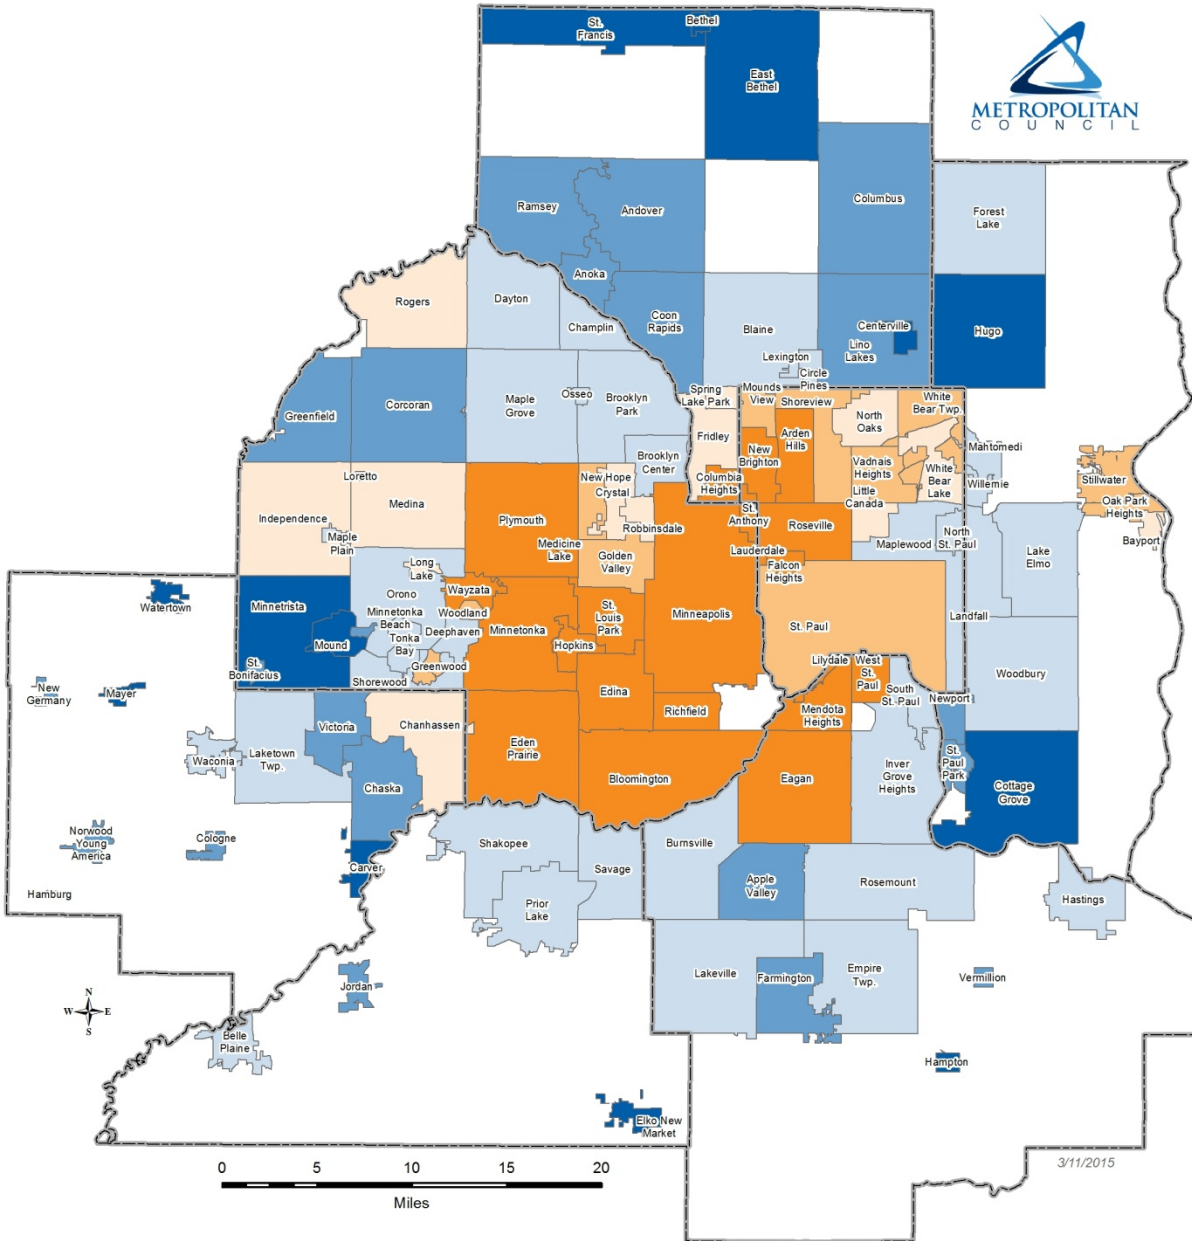 St.
Francis
Bethel
East
Bethel
METROPOLITAN
COUNCIL
Ramsey
Andover
Columbus
Forest
Lake
Anoka
Rogers
Dayton
Champlin
Coon
Rapids
Blaine
Centerville
Lino
Lakes
Hugo
Lexington
Circle
Pines
Greenfield
Corcoran
Maple
Grove
Osseo
Brooklyn
Park
Spring
Lake Park
Mounds
View
Shoreview
White
Bear Twp.
North
Oaks
Arden
Hills
Fridley
New
Brighton
Mahtomedi
Brooklyn
Center
Vadnais
Heights
White
Bear
Lake
Willernie
Loretto
Columbia
Heights
Little
Canada
Stillwater
Oak Park
Heights
Bayport
Independence
Medina
Plymouth
New Hope
Crystal
Robbinsdale
St.
Anthony
Roseville
Maple
Plain
Medicine
Lake
Golden
Valley
Lauderdale
Falcon
Heights
Maplewood
North
St. Paul
Lake
Elmo
Long
Lake
Orono
Wayzata
Woodland
Minnetonka
Beach
Tonka
Bay
Deephaven
Greenwood
Shorewood
Watertown
Minnetrista
Mound
St.
Bonifacius
Minnetonka
Hopkins
St.
Louis
Park
Minneapolis
St. Paul
Landfall
Woodbury
New
Germany
Mayer
Edina
Richfield
Lilydale
West
St.
Paul
South
St. Paul
Mendota
Heights
Newport
Victoria
Chanhassen
Eden
Prairie
Bloomington
Eagan
Inver
Grove
Heights
St.
Paul
Park
Cottage
Grove
Waconia
Laketown
Twp.
Chaska
Norwood
Young
America
Cologne
Carver
Hamburg
Shakopee
Savage
Prior
Lake
Burnsville
Apple
Valley
Rosemount
Hastings
Lakeville
Farmington
Empire
Twp.
Vermillion
Jordan
N
W E
S
Belle
Plaine
Hampton
Elko New
Market
0 5 10 15 20
Miles
3/11/2015